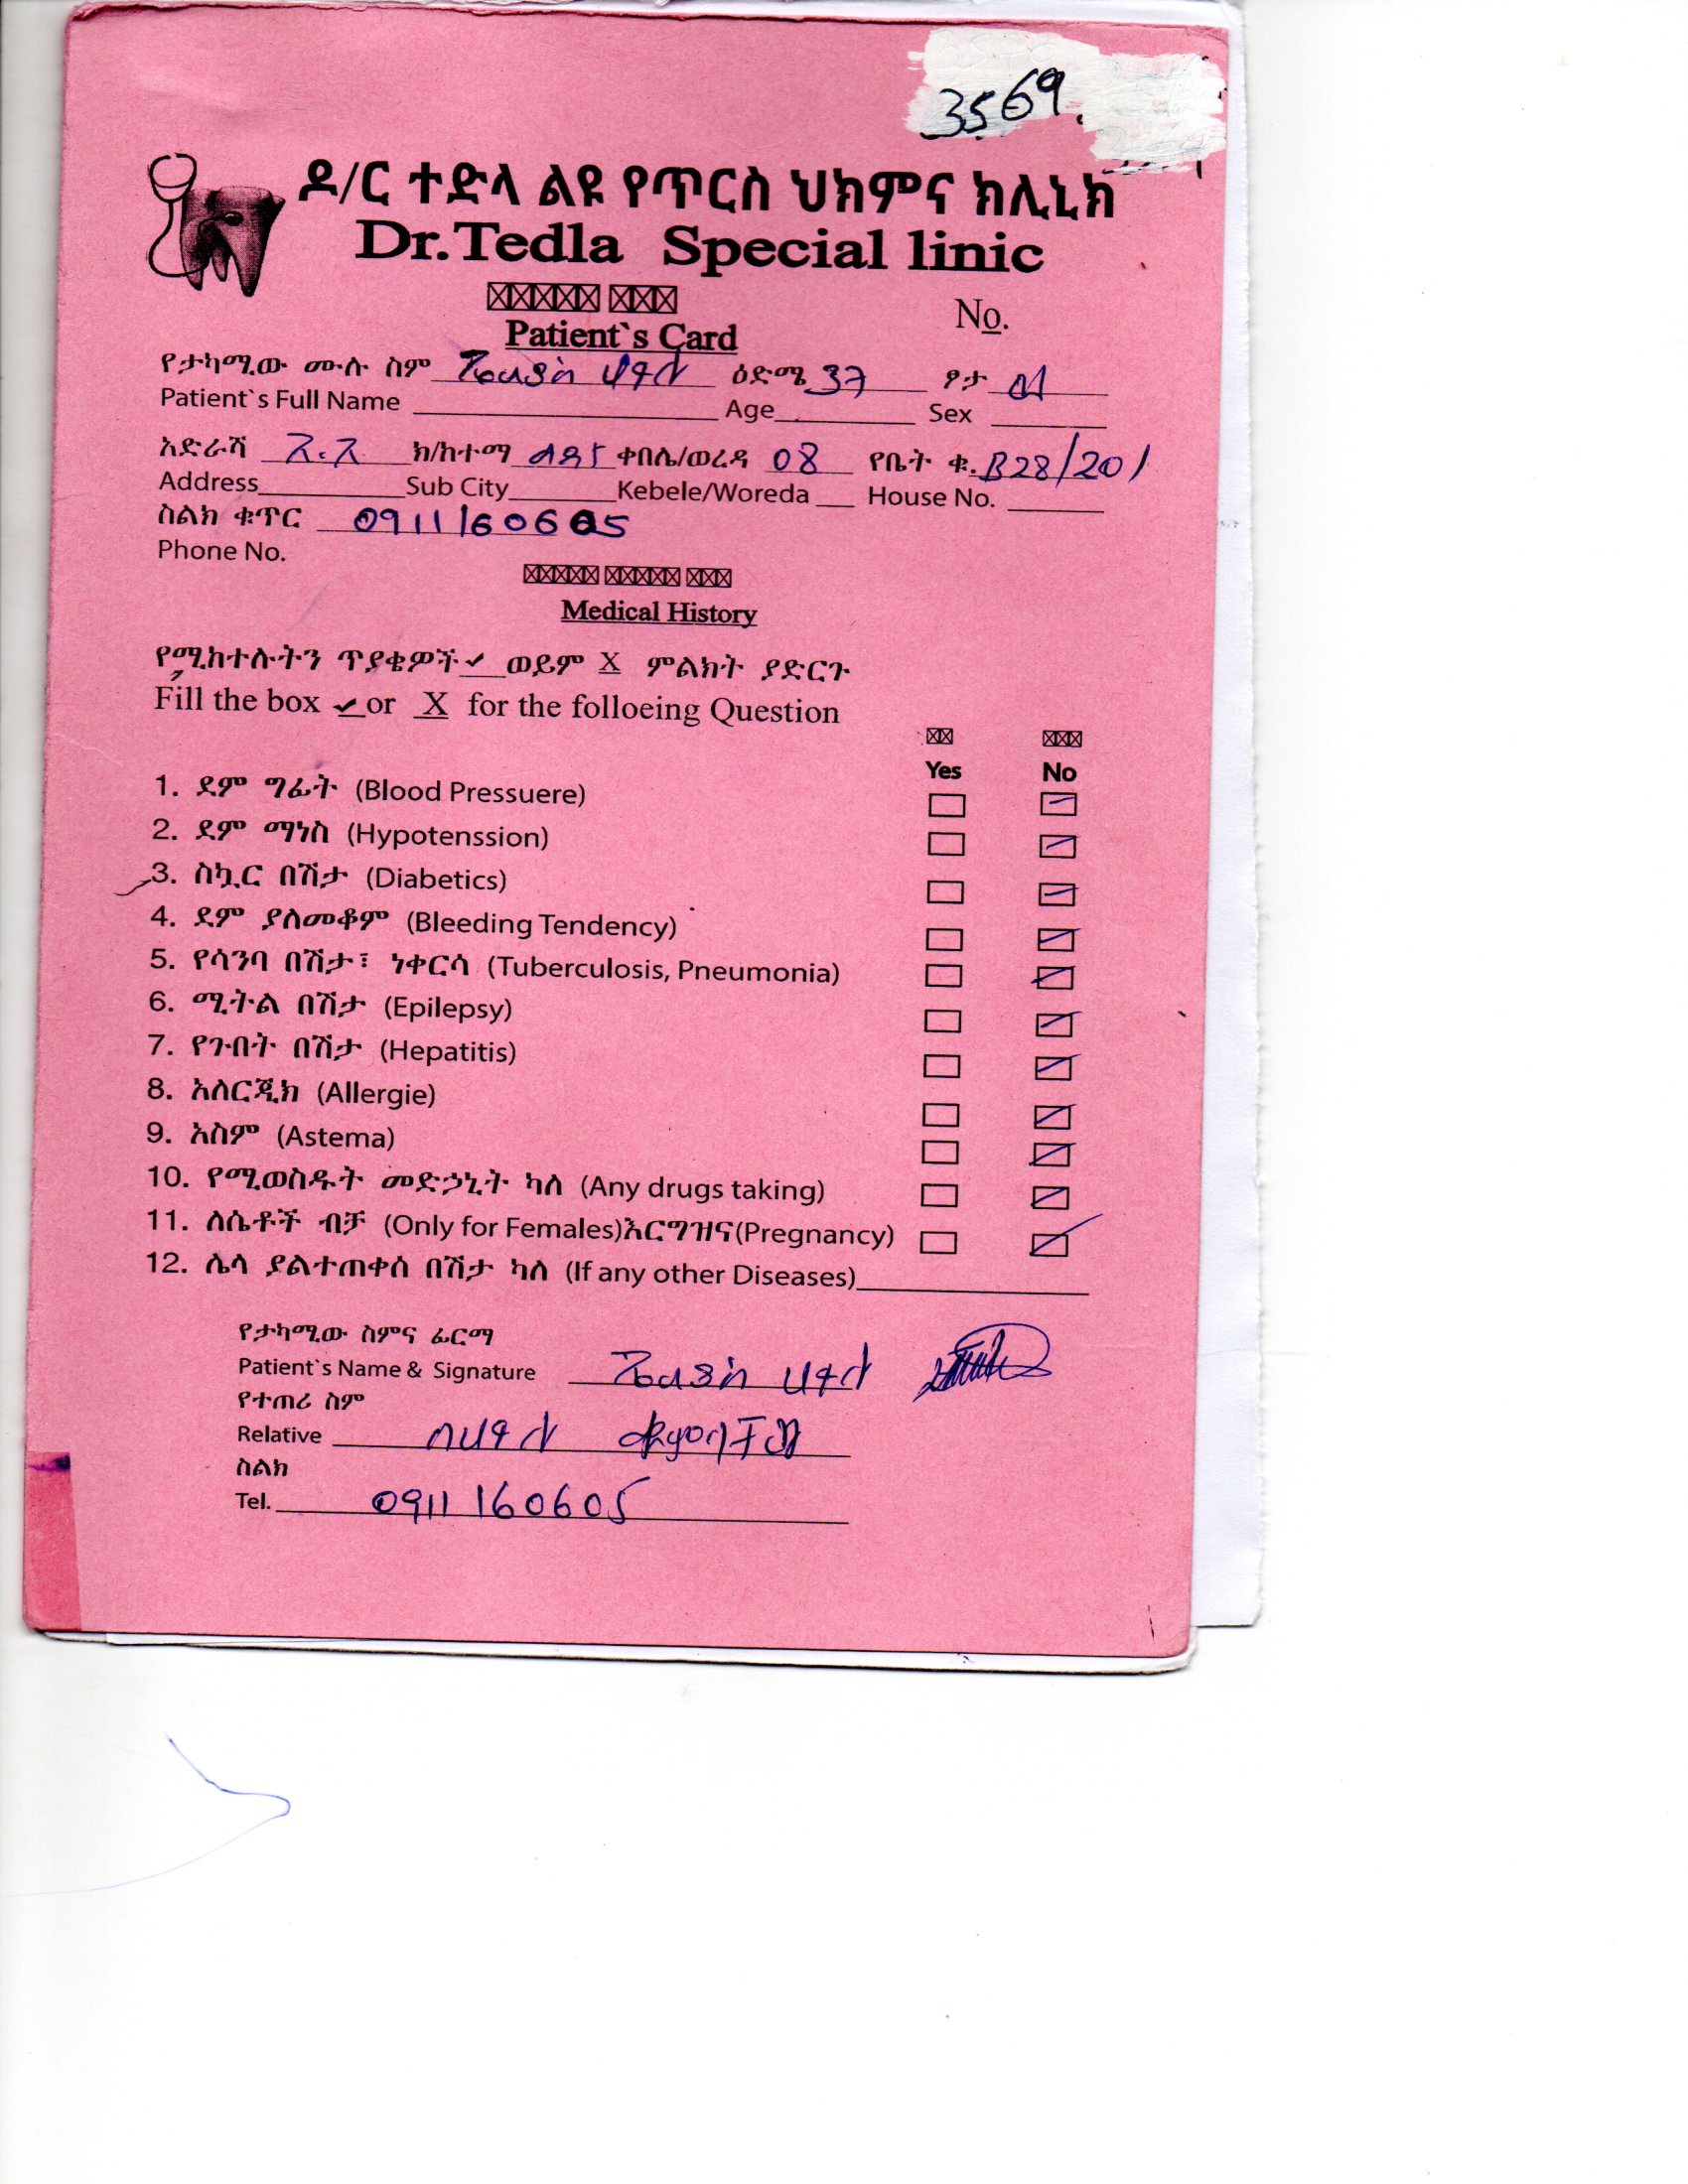 3569
ዶ/ር ተድላ ልዩ የጥርስ ህክምና ክሊኒክ
Dr.Tedla Special linic
Patient`s Card
No.
የታካሚው ሙሉ ስም ዕድሜ 37 ፆታ
Patient`s Full Name Age Sex
አድራሻ ክ/ከተማ ቀበሌ/ወረዳ 08 የቤት ቁ. B28/201
Address Sub City Kebele/Woreda House No.
ስልክ ቁጥር 0911160605
Phone No.
Medical History
የሚከተሉትን ጥያቄዎች ✓ ወይም X ምልክት ያድርጉ
Fill the box ✓ or X for the folloeing Question
Yes No
1. ደም ግፊት (Blood Pressuere)
2. ደም ማነስ (Hypotenssion)
3. ስኳር በሽታ (Diabetics)
4. ደም ያለመቆም (Bleeding Tendency)
5. የሳንባ በሽታ፣ ነቀርሳ (Tuberculosis, Pneumonia)
6. ሚትል በሽታ (Epilepsy)
7. የጉበት በሽታ (Hepatitis)
8. አለርጂክ (Allergie)
9. አስም (Astema)
10. የሚወስዱት መድኃኒት ካለ (Any drugs taking)
11. ለሴቶች ብቻ (Only for Females)እርግዝና(Pregnancy)
12. ሌላ ያልተጠቀሰ በሽታ ካለ (If any other Diseases)
የታካሚው ስምና ፊርማ
Patient`s Name & Signature
የተጠሪ ስም
Relative
ስልክ
Tel. 0911160605